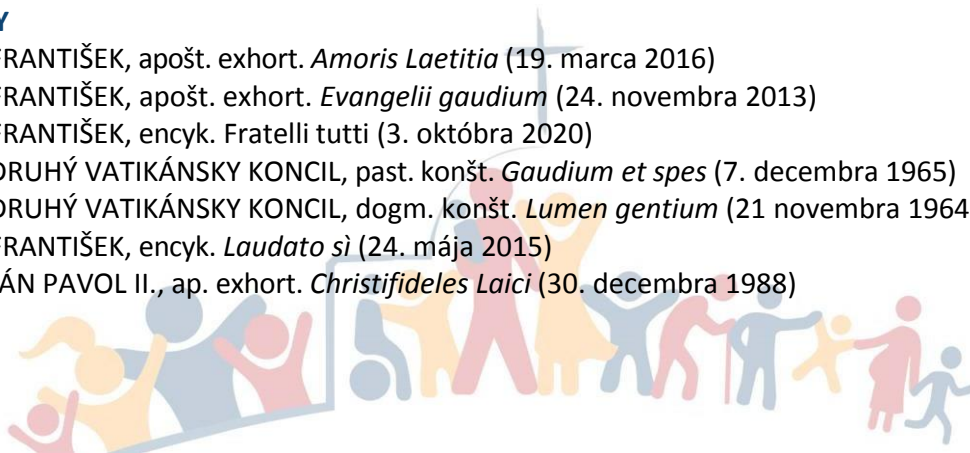 Y
FRANTIŠEK, apošt. exhort. Amoris Laetitia (19. marca 2016)
FRANTIŠEK, apošt. exhort. Evangelii gaudium (24. novembra 2013)
FRANTIŠEK, encyk. Fratelli tutti (3. októbra 2020)
DRUHÝ VATIKÁNSKY KONCIL, past. konšt. Gaudium et spes (7. decembra 1965)
DRUHÝ VATIKÁNSKY KONCIL, dogm. konšt. Lumen gentium (21 novembra 1964
FRANTIŠEK, encyk. Laudato sì (24. mája 2015)
ÁN PAVOL II., ap. exhort. Christifideles Laici (30. decembra 1988)